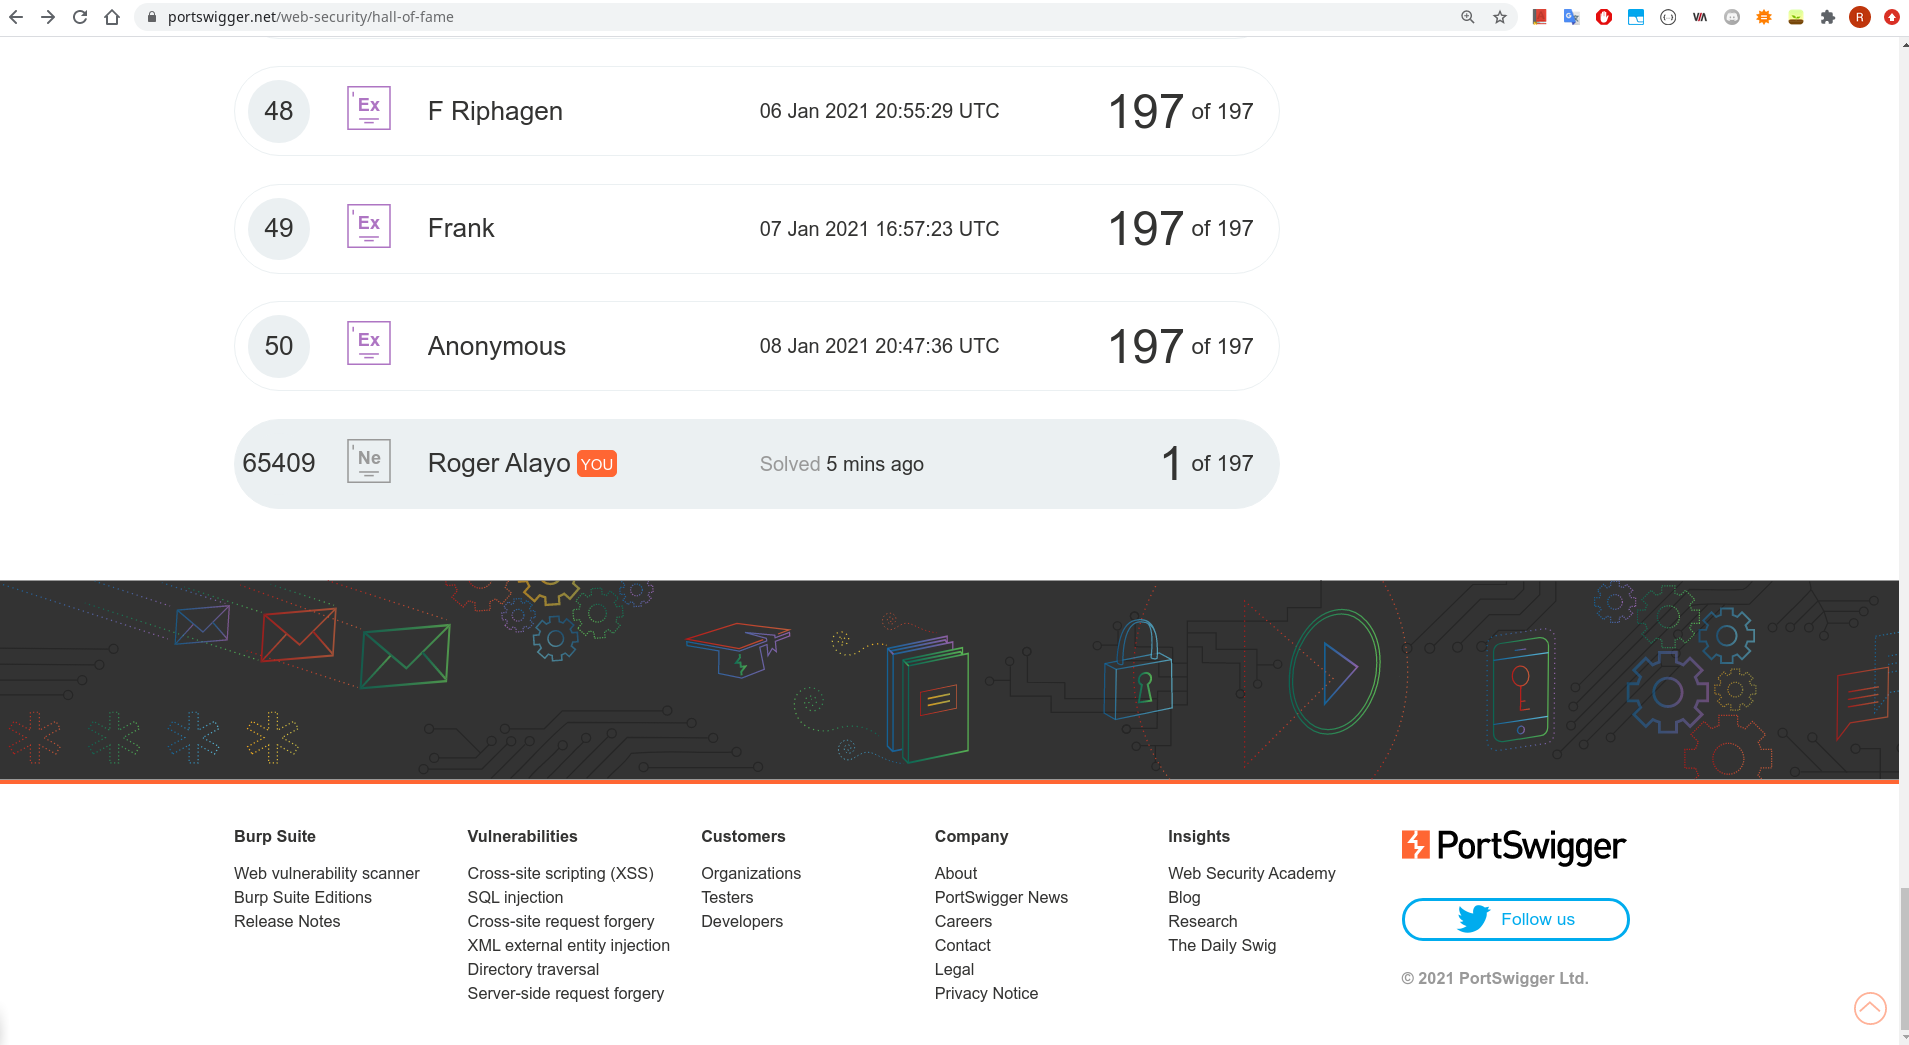 portswigger.net/web-security/hall-of-fame
R
48 Ex F Riphagen 06 Jan 2021 20:55:29 UTC 197 of 197
49 Ex Frank 07 Jan 2021 16:57:23 UTC 197 of 197
50 Ex Anonymous 08 Jan 2021 20:47:36 UTC 197 of 197
65409 Ne Roger Alayo YOU Solved 5 mins ago 1 of 197
Burp Suite
Web vulnerability scanner
Burp Suite Editions
Release Notes
Vulnerabilities
Cross-site scripting (XSS)
SQL injection
Cross-site request forgery
XML external entity injection
Directory traversal
Server-side request forgery
Customers
Organizations
Testers
Developers
Company
About
PortSwigger News
Careers
Contact
Legal
Privacy Notice
Insights
Web Security Academy
Blog
Research
The Daily Swig
PortSwigger
Follow us
© 2021 PortSwigger Ltd.